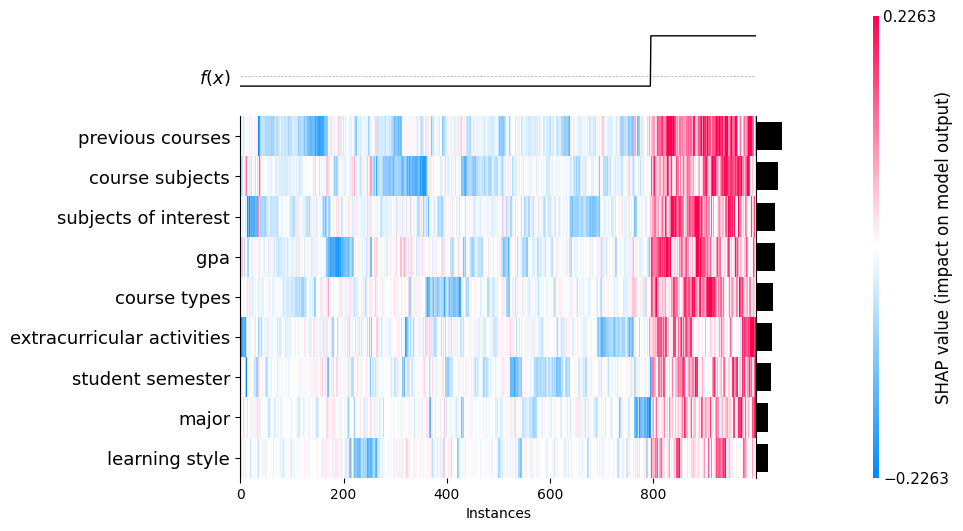 0.2263
f(x)
previous courses
course subjects
subjects of interest
gpa
course types
extracurricular activities
student semester
major
learning style
SHAP value (impact on model output)
−0.2263
0 200 400 600 800
Instances